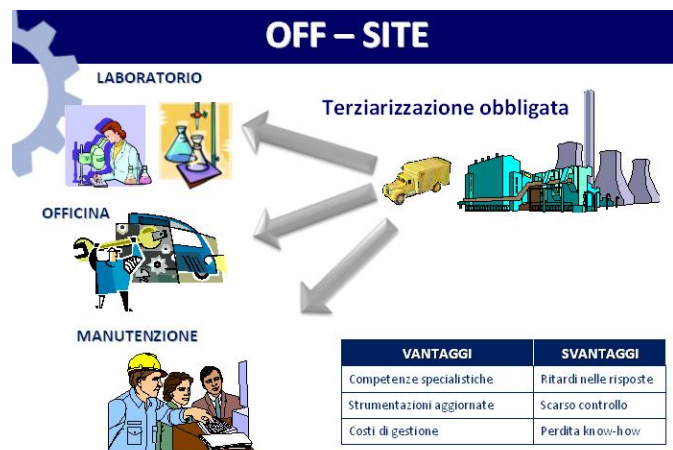 OFF – SITE
LABORATORIO
Terziarizzazione obbligata
OFFICINA
MANUTENZIONE
VANTAGGI SVANTAGGI
Competenze specialistiche Ritardi nelle risposte
Strumentazioni aggiornate Scarso controllo
Costi di gestione Perdita know-how